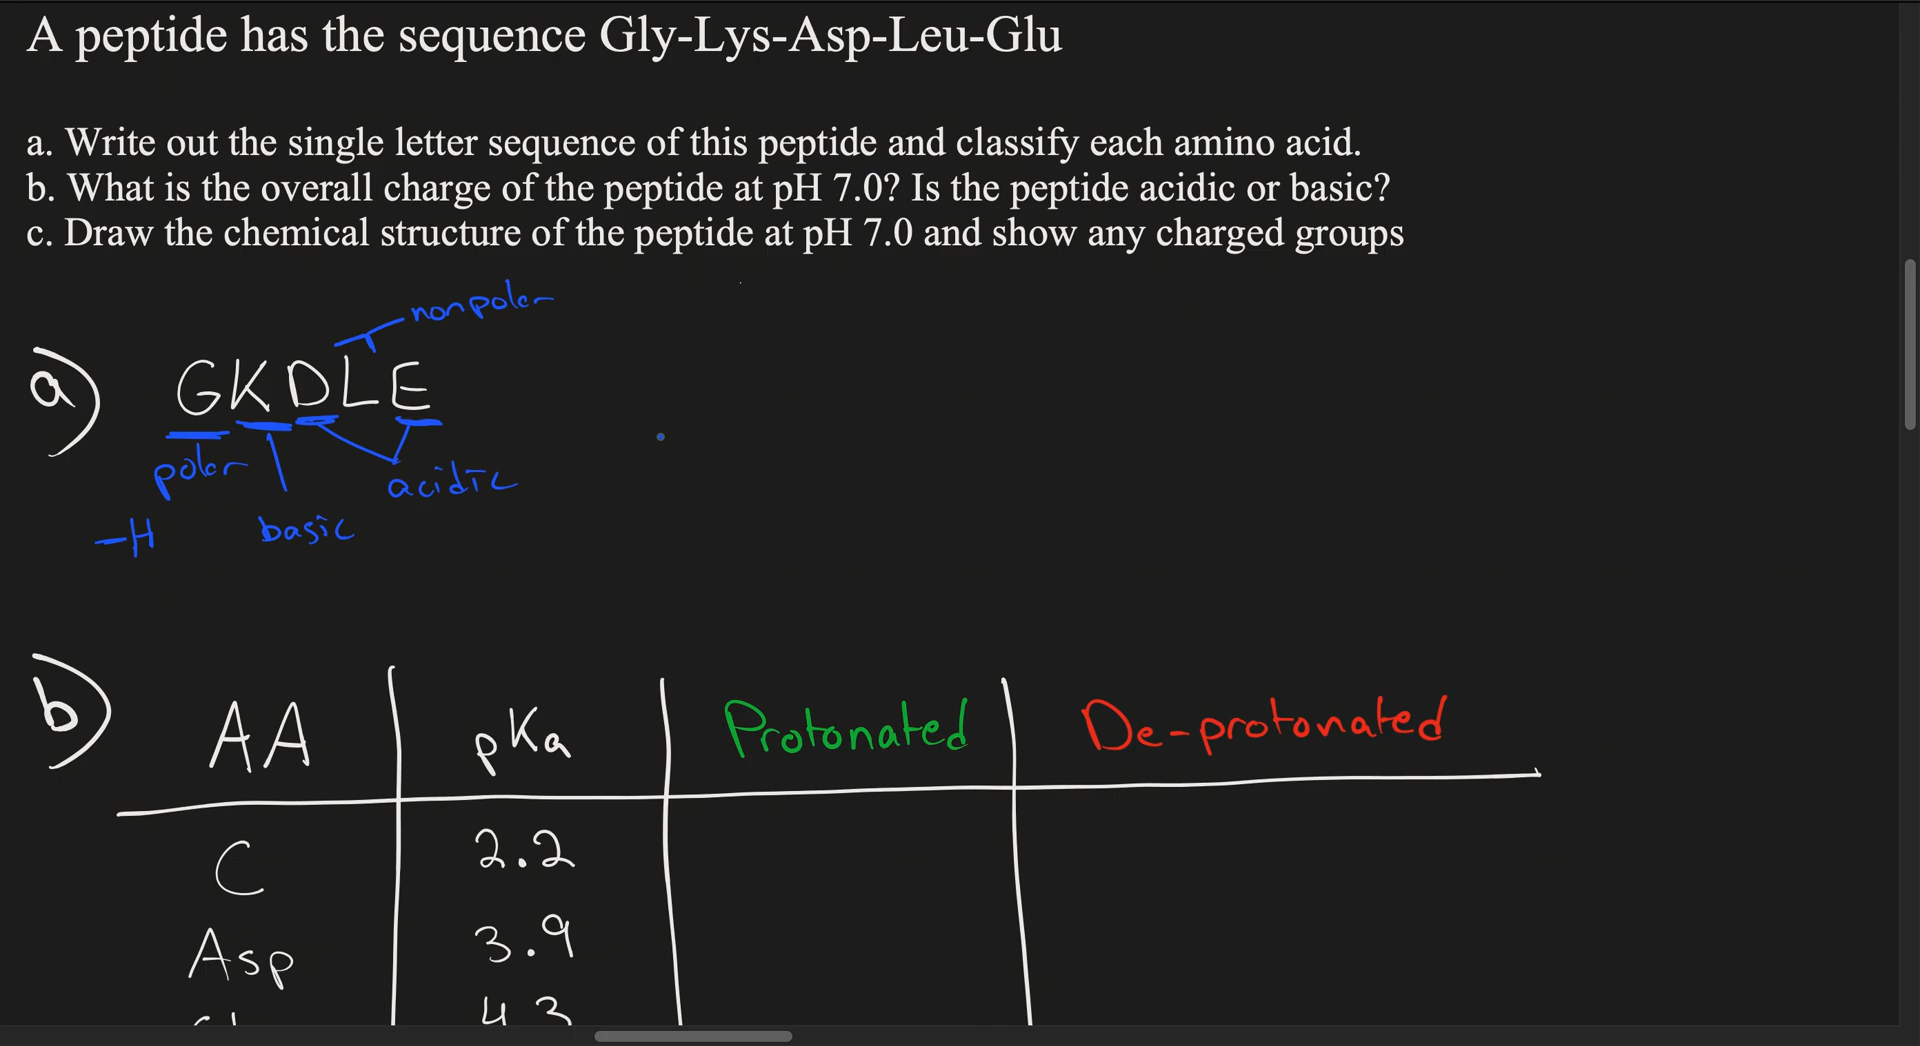 A peptide has the sequence Gly-Lys-Asp-Leu-Glu
a. Write out the single letter sequence of this peptide and classify each amino acid.
b. What is the overall charge of the peptide at pH 7.0? Is the peptide acidic or basic?
c. Draw the chemical structure of the peptide at pH 7.0 and show any charged groups
nonpolar
a) GKDLE
polar
acidic
-H basic
b) AA pKa Protonated De-protonated
C 2.2
Asp 3.9
4.3